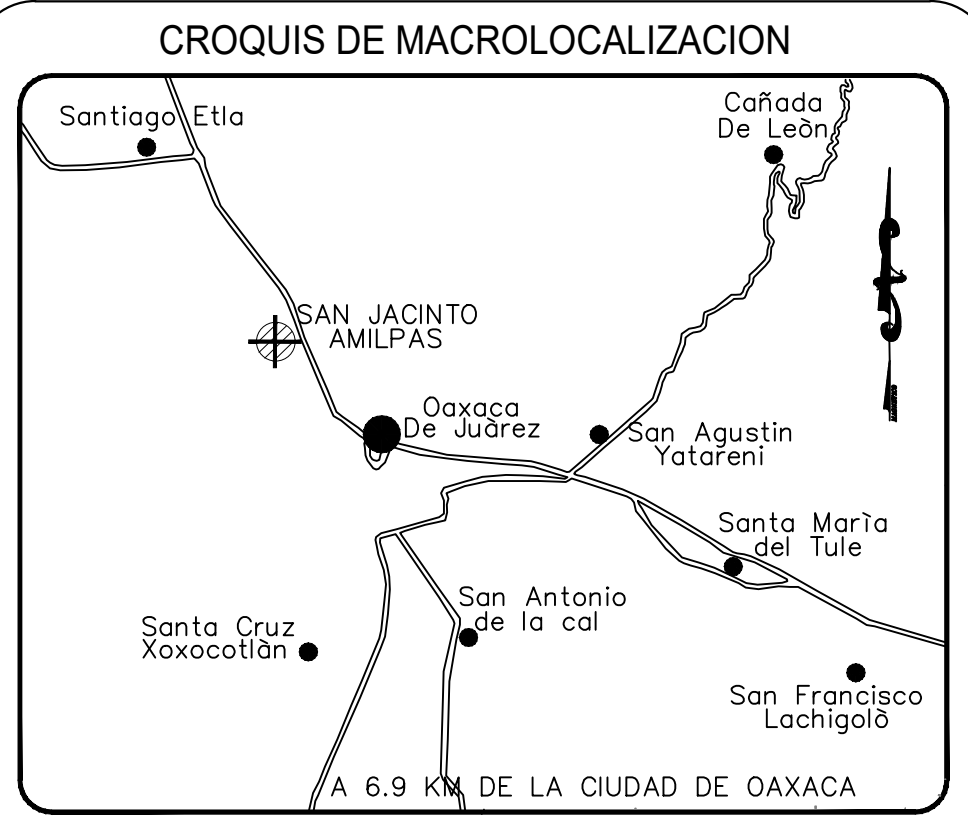 CROQUIS DE MACROLOCALIZACION
Santiago Etla
Cañada
De Leòn
SAN JACINTO
AMILPAS
Oaxaca
De Juàrez
San Agustin
Yatareni
Santa Marìa
del Tule
San Antonio
de la cal
Santa Cruz
Xoxocotlàn
San Francisco
Lachigolò
A 6.9 KM DE LA CIUDAD DE OAXACA